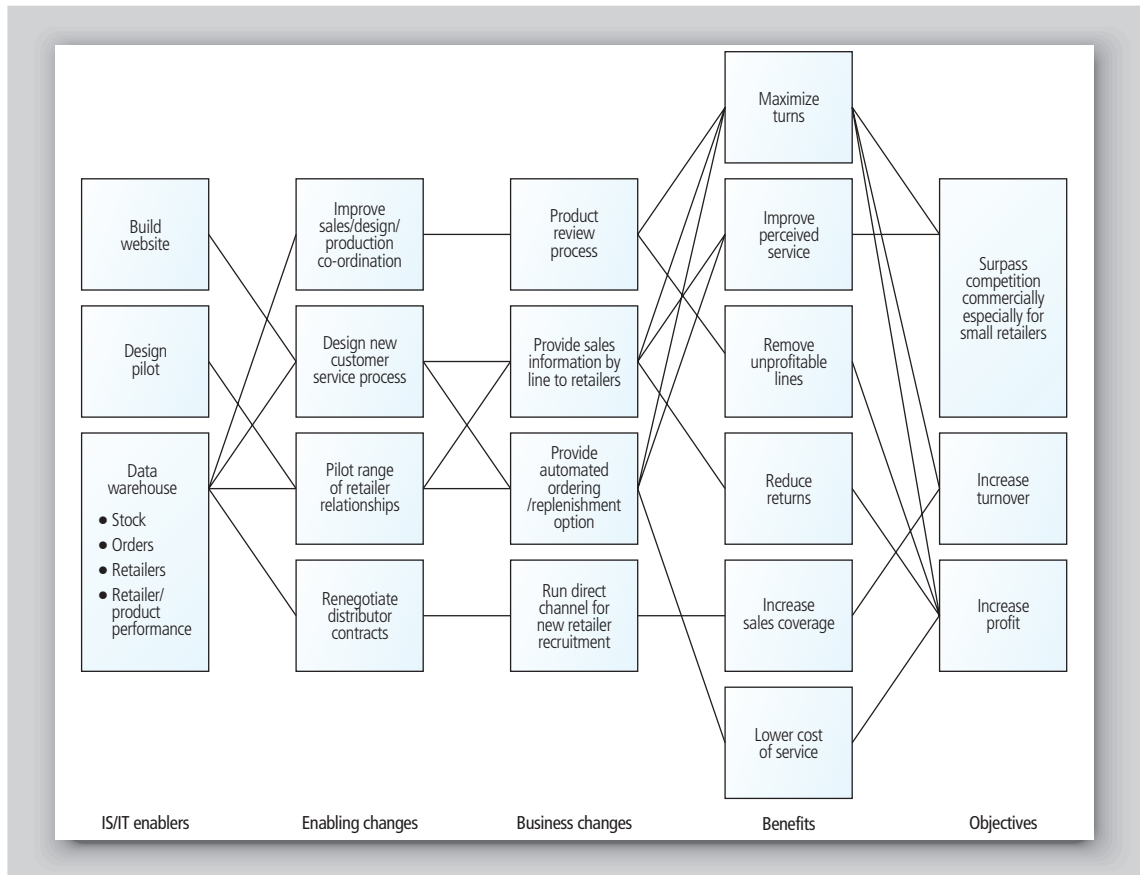 Maximize
turns
Build
website
Improve
sales/design/
production
co-ordination
Product
review
process
Improve
perceived
service
Surpass
competition
commercially
especially for
small retailers
Design
pilot
Design new
customer
service process
Provide sales
information by
line to retailers
Remove
unprofitable
lines
Data
warehouse
• Stock
• Orders
• Retailers
• Retailer/
product
performance
Pilot range
of retailer
relationships
Provide
automated
ordering
/replenishment
option
Reduce
returns
Increase
turnover
Renegotiate
distributor
contracts
Run direct
channel for
new retailer
recruitment
Increase
sales coverage
Increase
profit
Lower cost
of service
IS/IT enablers
Enabling changes
Business changes
Benefits
Objectives